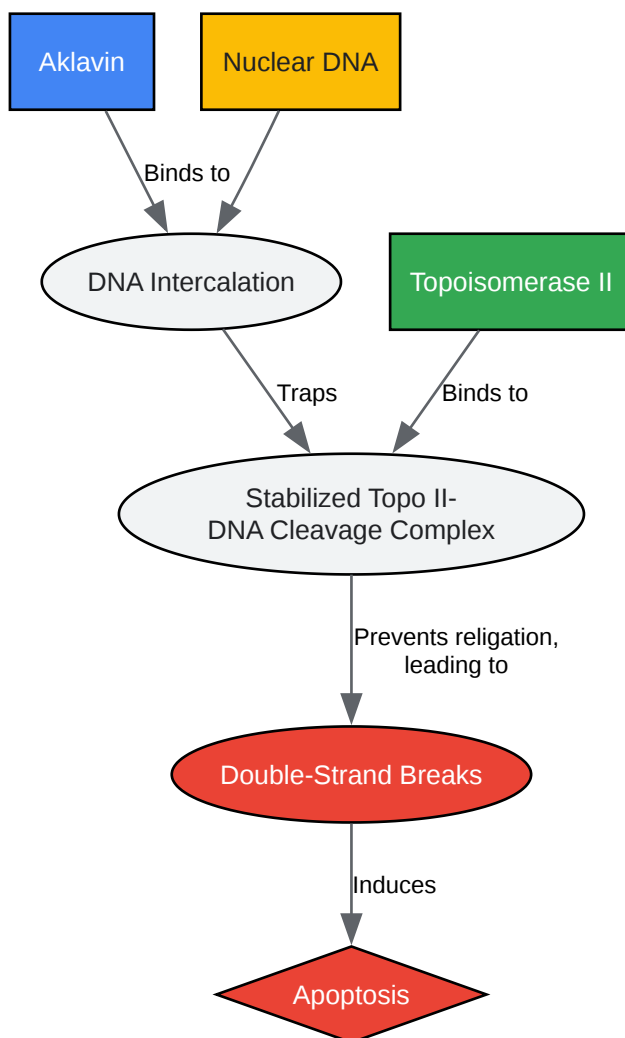 Aklavin
Nuclear DNA
Binds to
DNA Intercalation
Topoisomerase II
Traps
Binds to
Stabilized Topo II-
DNA Cleavage Complex
Prevents religation,
leading to
Double-Strand Breaks
Induces
Apoptosis